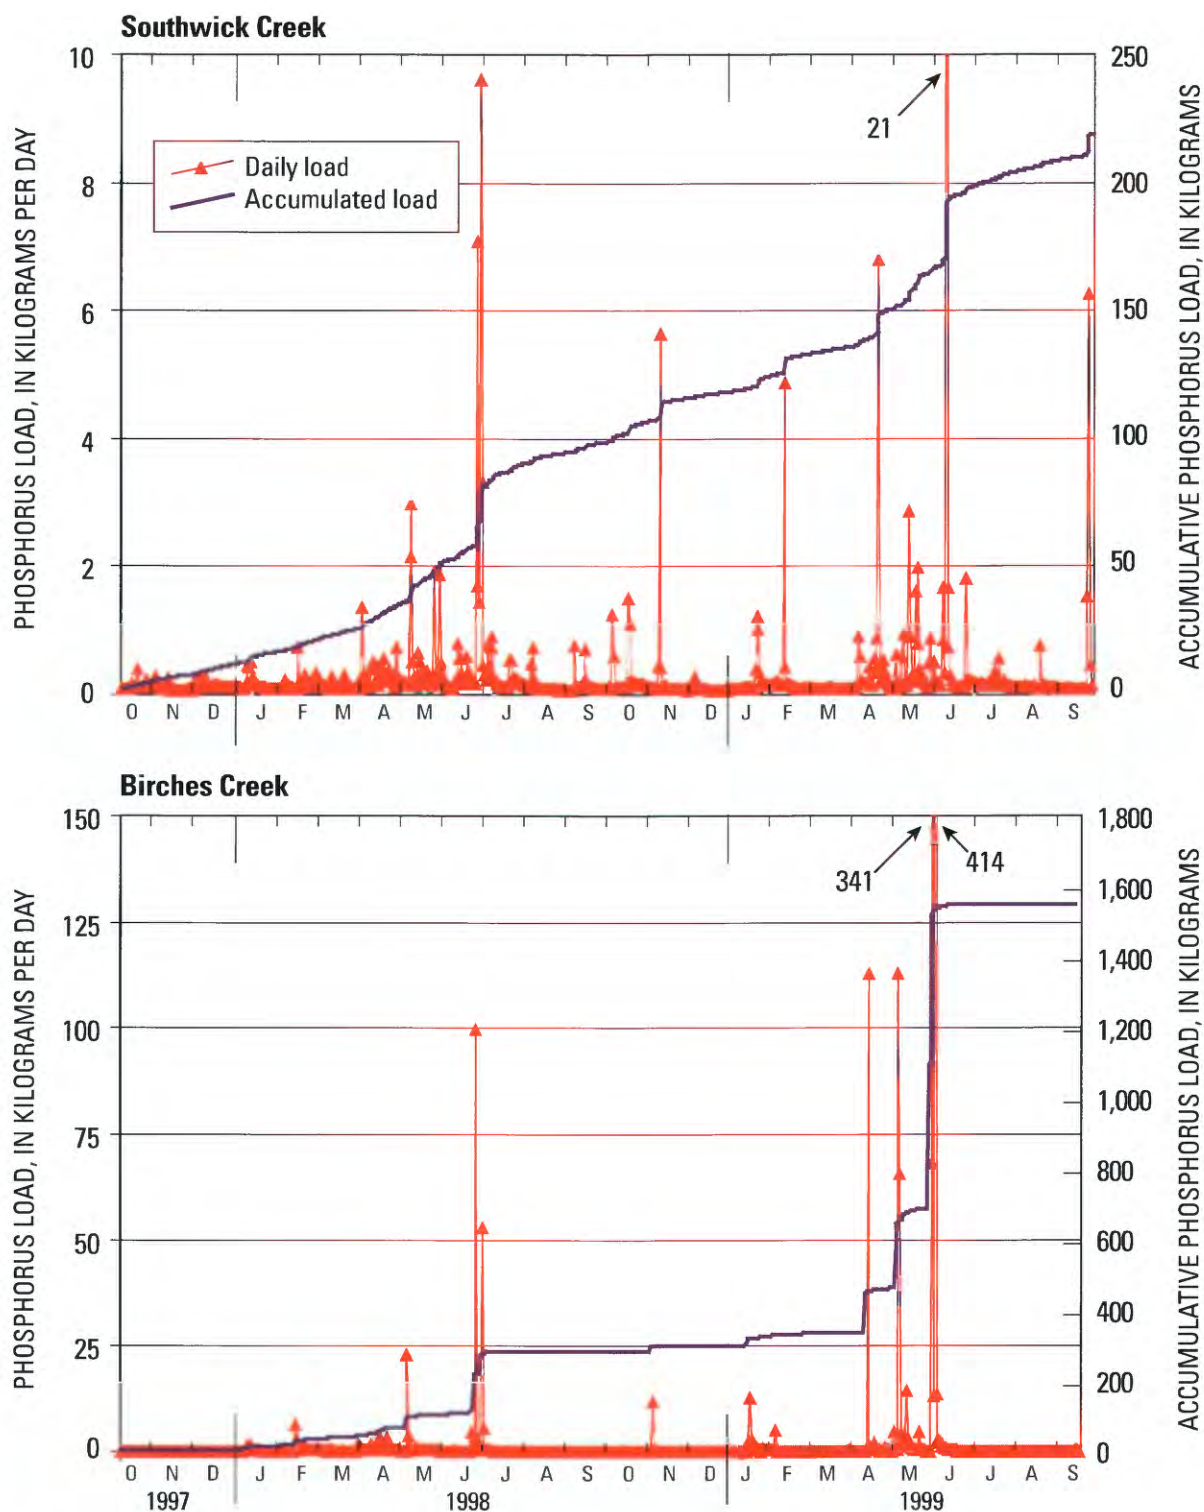 Southwick Creek
PHOSPHORUS LOAD, IN KILOGRAMS PER DAY
10
8
6
4
2
0
Daily load
Accumulated load
21
250
200
150
100
50
0
ACCUMULATIVE PHOSPHORUS LOAD, IN KILOGRAMS
O N D J F M A M J J A S O N D J F M A M J J A S
Birches Creek
PHOSPHORUS LOAD, IN KILOGRAMS PER DAY
150
125
100
75
50
25
0
341
414
1,800
1,600
1,400
1,200
1,000
800
600
400
200
0
ACCUMULATIVE PHOSPHORUS LOAD, IN KILOGRAMS
O N D J F M A M J J A S O N D J F M A M J J A S
1997 1998 1999